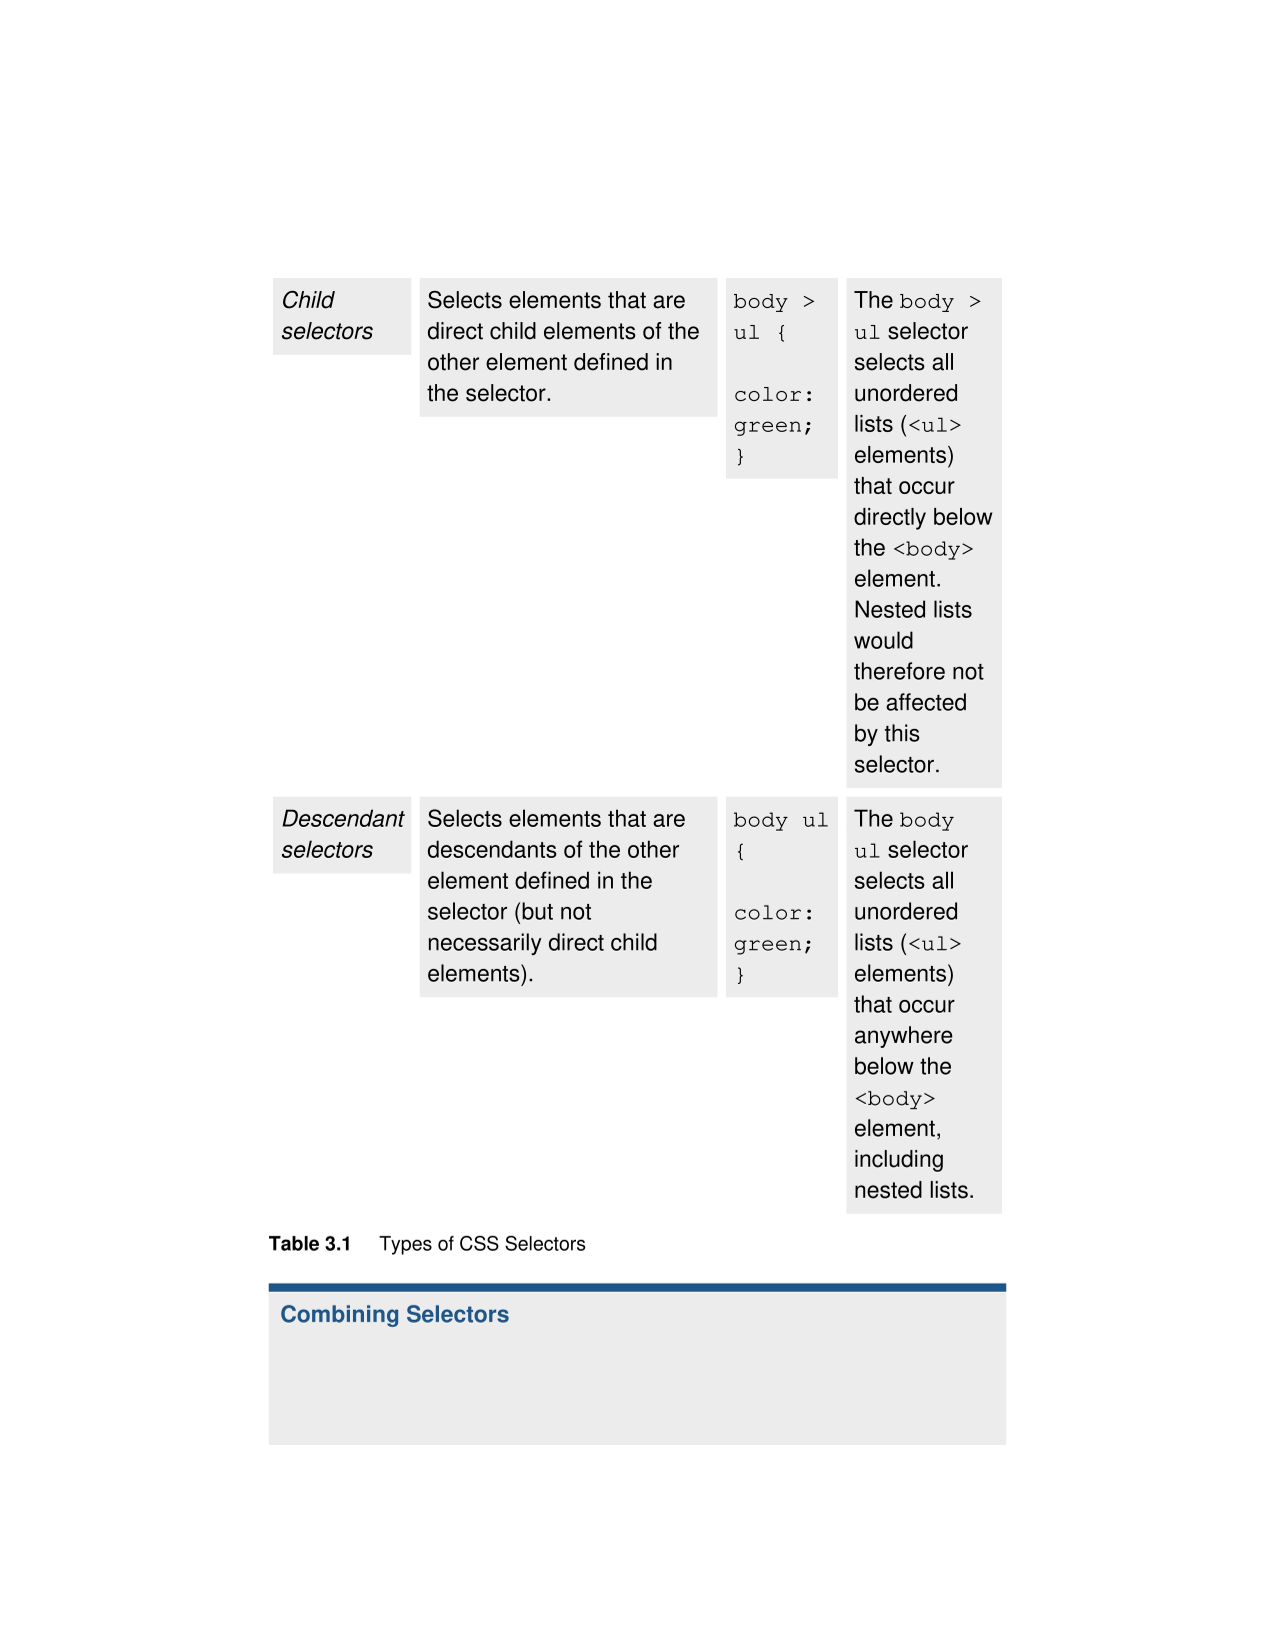 Child
selectors
Selects elements that are
direct child elements of the
other element defined in
the selector.
body >
ul {
color:
green;
}
The body >
ul selector
selects all
unordered
lists (<ul>
elements)
that occur
directly below
the <body>
element.
Nested lists
would
therefore not
be affected
by this
selector.
Descendant
selectors
Selects elements that are
descendants of the other
element defined in the
selector (but not
necessarily direct child
elements).
body ul
{
color:
green;
}
The body
ul selector
selects all
unordered
lists (<ul>
elements)
that occur
anywhere
below the
<body>
element,
including
nested lists.
Table 3.1 Types of CSS Selectors
Combining Selectors